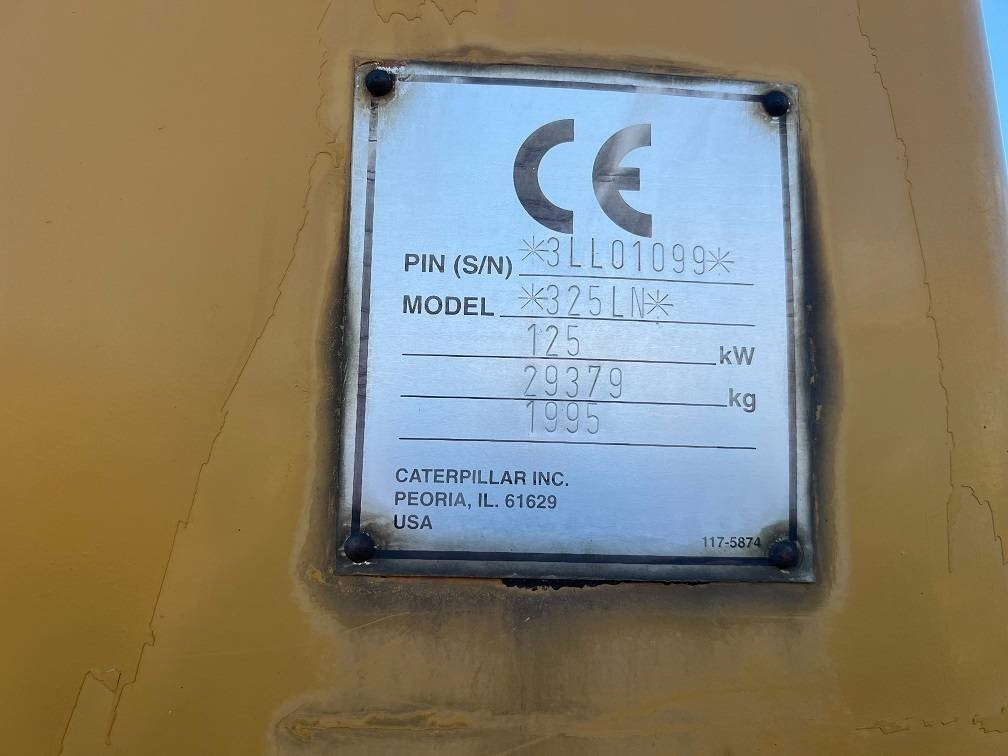 CE
PIN (S/N) *3LL01099*
MODEL *325LN*
125 kW
29379 kg
1995
CATERPILLAR INC.
PEORIA, IL. 61629
USA
117-5874